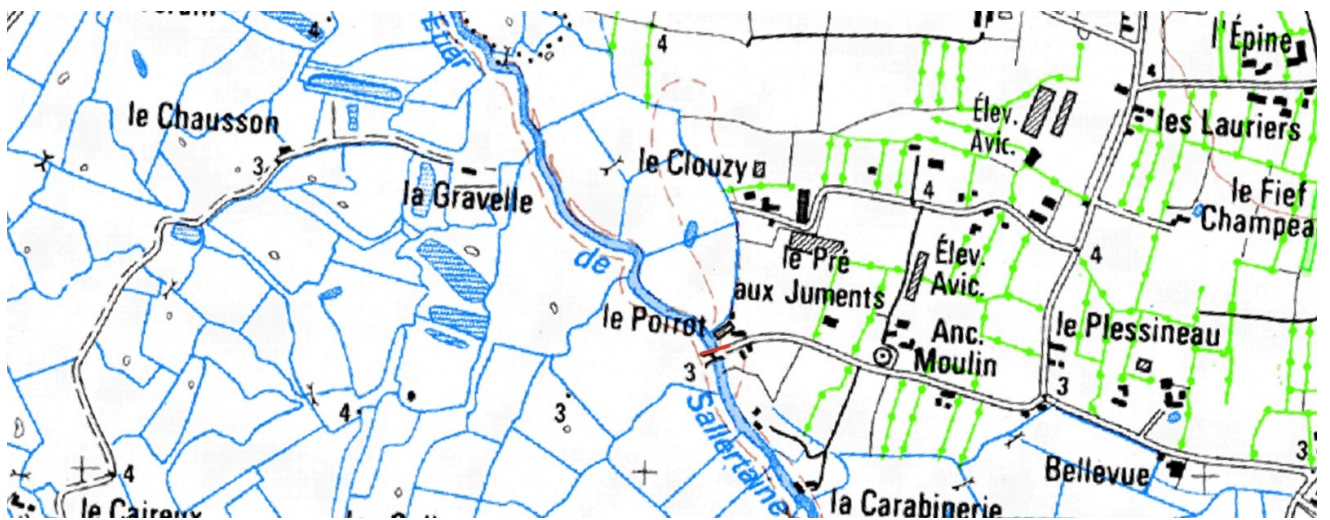 4
Étier
4
l'Épine
4
le Chausson
Élev.
Avic.
les Lauriers
3
le Clouzy
4
le Fief
la Gravelle
Champea
de
4
le Pré
Élev.
aux Juments
Avic.
le Poirot
Anc.
le Plessineau
Moulin
3
3
4
3
Sallertaine
3
4
Bellevue
le Caireux
la Carabinerie